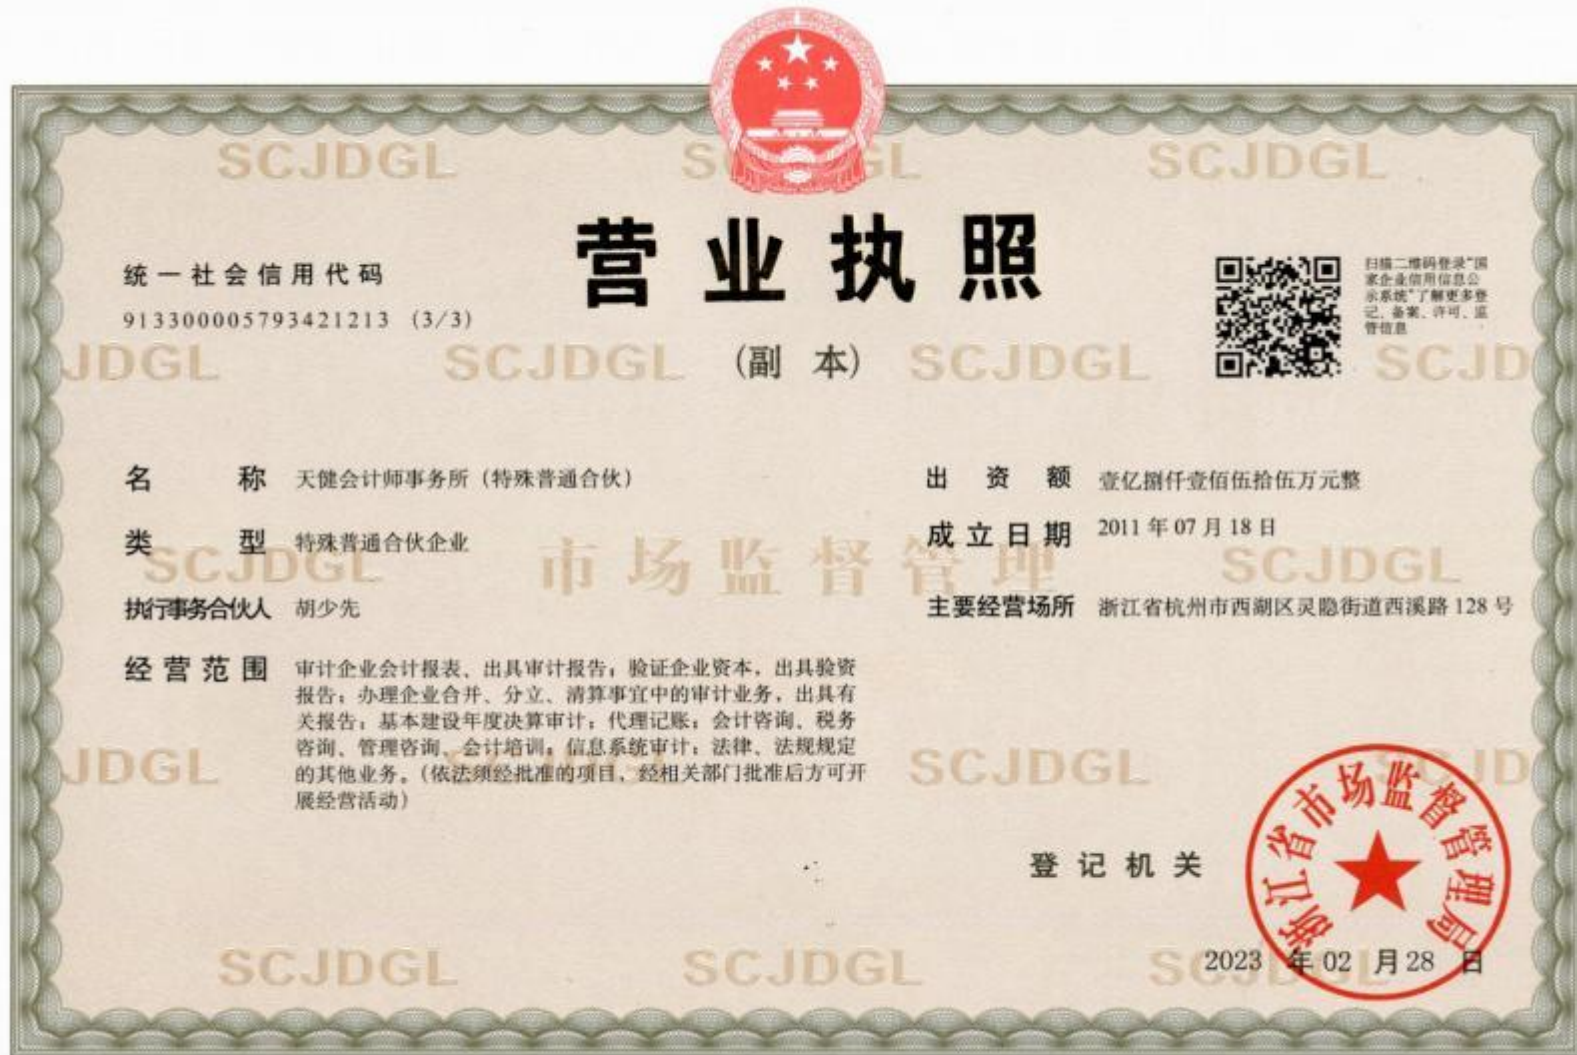 营业执照
(副 本)
统一社会信用代码
913300005793421213 (3/3)
扫描二维码登录“国
家企业信用信息公
示系统”了解更多登
记、备案、许可、监
管信息
名 称 天健会计师事务所（特殊普通合伙）
类 型 特殊普通合伙企业
执行事务合伙人 胡少先
经营范围 审计企业会计报表、出具审计报告；验证企业资本，出具验资
报告；办理企业合并、分立、清算事宜中的审计业务，出具有
关报告；基本建设年度决算审计；代理记账；会计咨询、税务
咨询、管理咨询、会计培训；信息系统审计；法律、法规规定
的其他业务。（依法须经批准的项目，经相关部门批准后方可开
展经营活动）
出资额 壹亿捌仟壹佰伍拾伍万元整
成立日期 2011年07月18日
主要经营场所 浙江省杭州市西湖区灵隐街道西溪路128号
登记机关
浙江省市场监督管理局
2023 年 02 月 28 日
SCJDGL
SCJDGL
SCJDGL
JDGL
SCJDGL
SCJDGL
SCJD
SCJDGL
市场监督管理
SCJDGL
JDGL
SCJDGL
SCJDGL
SCJDGL
SCJDGL